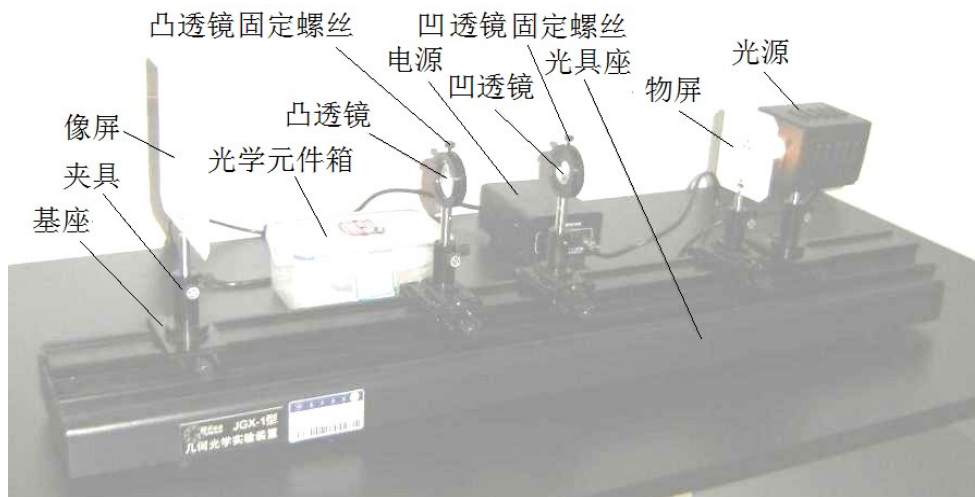 凸透镜固定螺丝
凹透镜固定螺丝
电源
光具座
光源
凹透镜
物屏
凸透镜
像屏
光学元件箱
夹具
基座
JGX-1型
几何光学实验装置